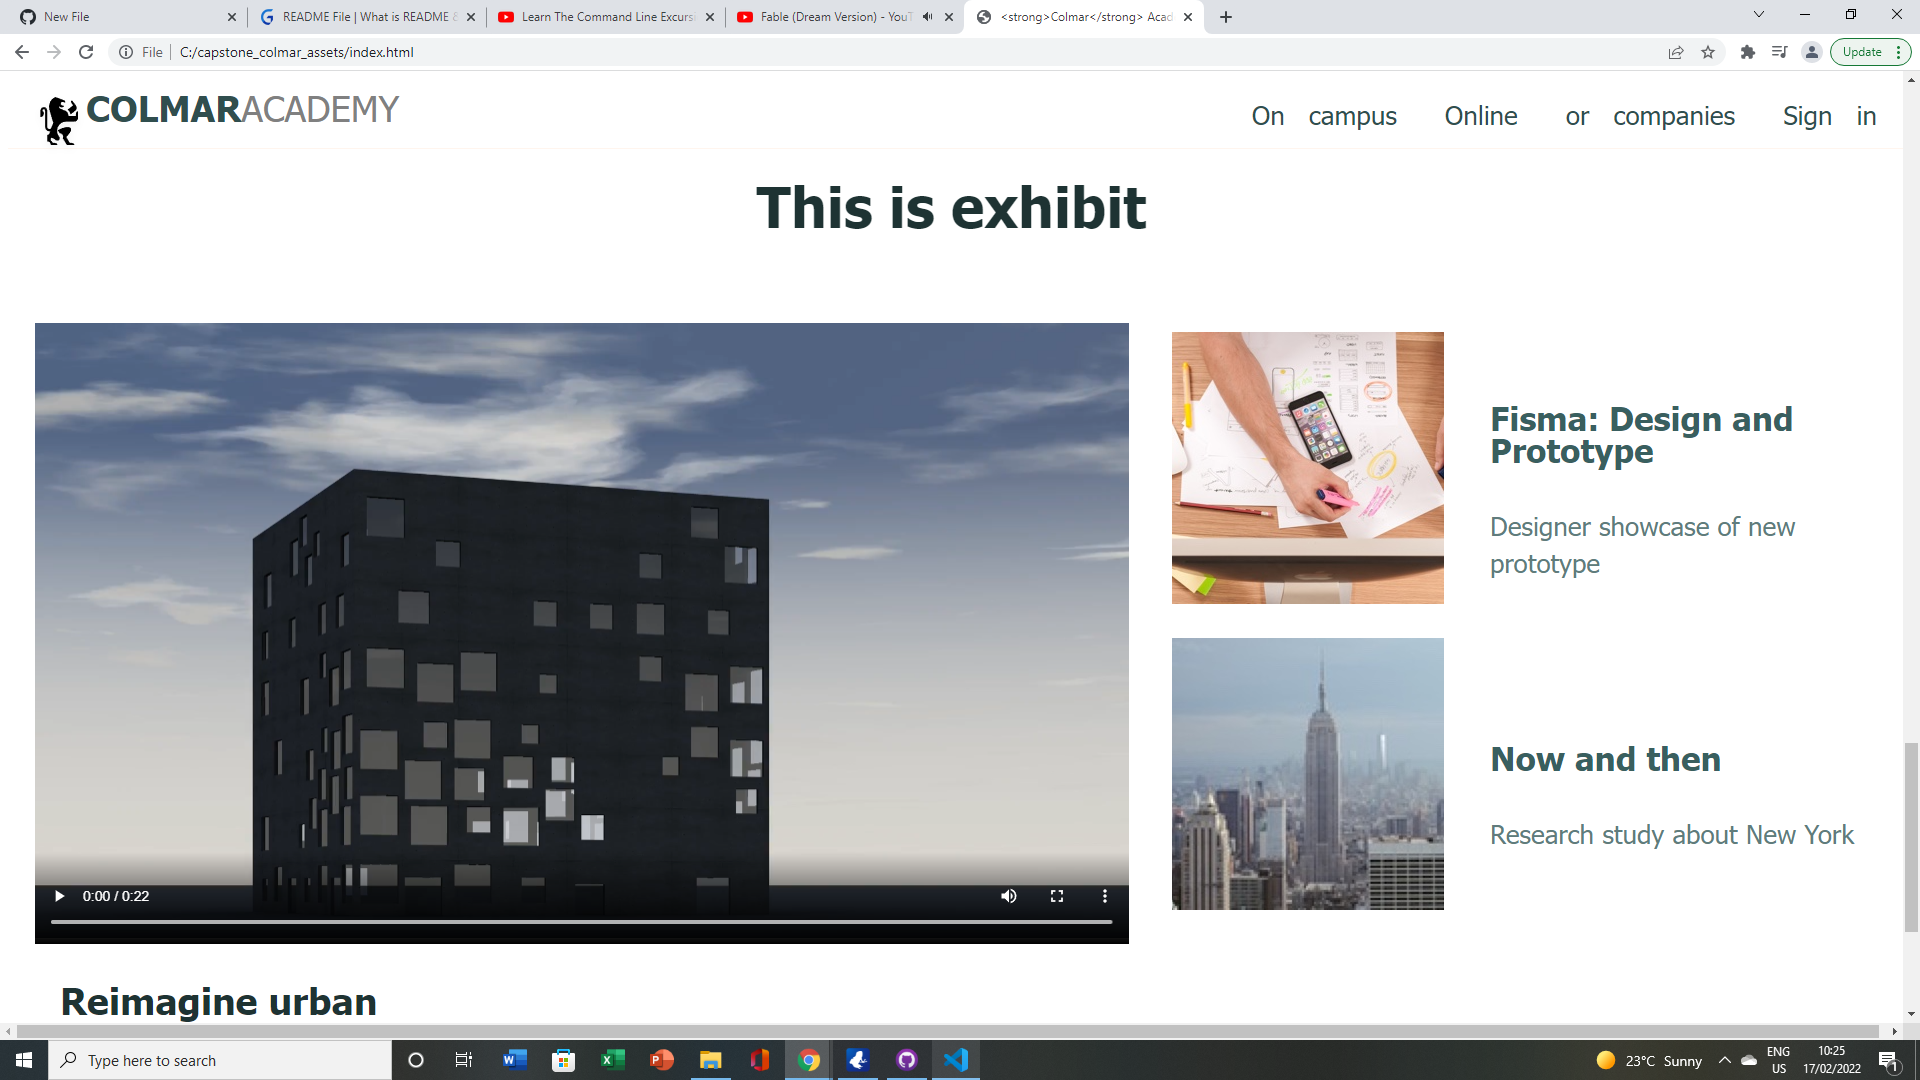 New File
README File | What is README &
Learn The Command Line Excurs
Fable (Dream Version) - YouT
<strong>Colmar</strong> Acad
File
C:/capstone_colmar_assets/index.html
Update
COLMARACADEMY
On campus
Online
or companies
Sign in
This is exhibit
0:00 / 0:22
Fisma: Design and
Prototype
Designer showcase of new
prototype
Now and then
Research study about New York
Reimagine urban
Type here to search
23°C Sunny
ENG
US
10:25
17/02/2022
1